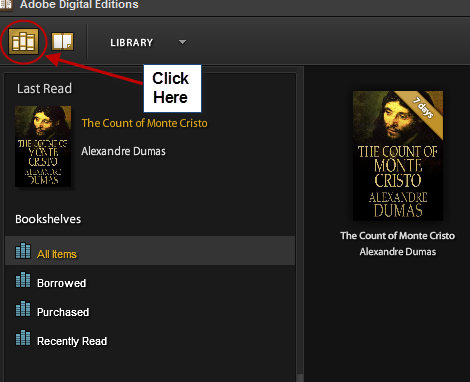 Adobe Digital Editions
LIBRARY
Click
Here
Last Read
THE COUNT OF
MONTE
CRISTO
ALEXANDRE
DUMAS
The Count of Monte Cristo
Alexandre Dumas
Bookshelves
All Items
Borrowed
Purchased
Recently Read
7 days
THE COUNT OF
MONTE
CRISTO
ALEXANDRE
DUMAS
The Count of Monte Cristo
Alexandre Dumas